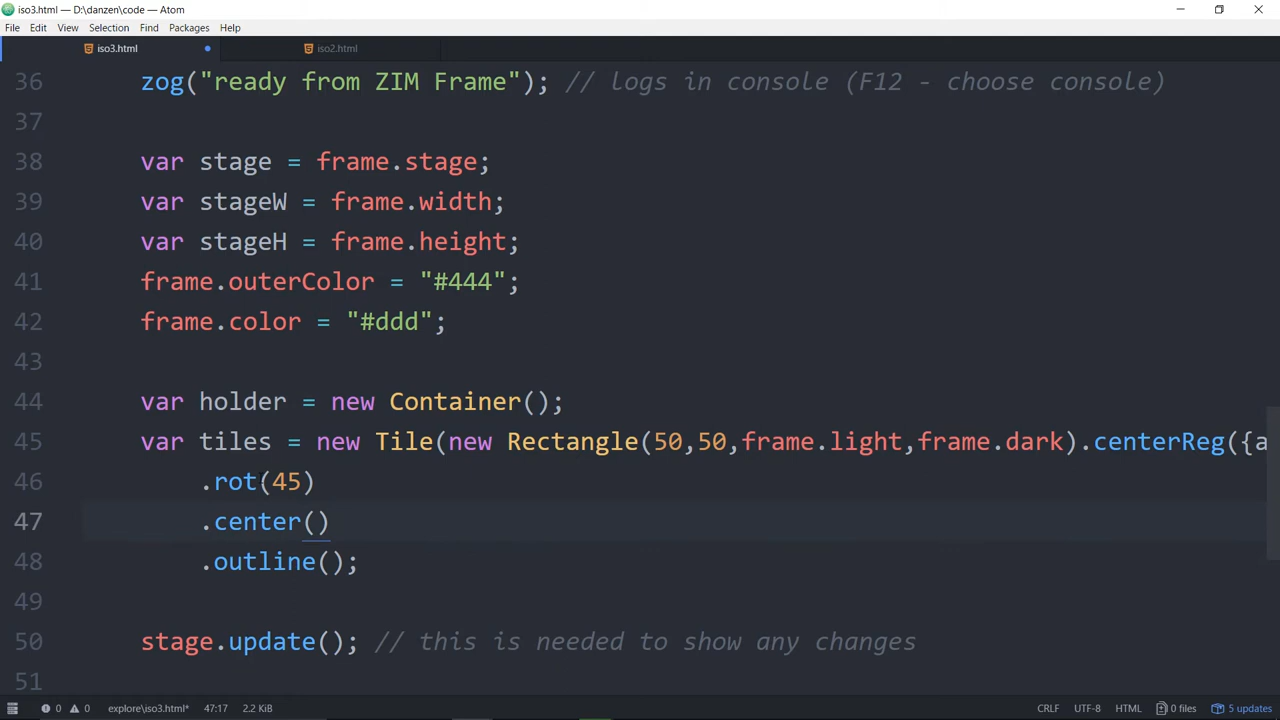 iso3.html — D:\danzen\code — Atom
File Edit View Selection Find Packages Help
iso3.html iso2.html
36 zog("ready from ZIM Frame"); // logs in console (F12 - choose console)
37
38 var stage = frame.stage;
39 var stageW = frame.width;
40 var stageH = frame.height;
41 frame.outerColor = "#444";
42 frame.color = "#ddd";
43
44 var holder = new Container();
45 var tiles = new Tile(new Rectangle(50,50,frame.light,frame.dark).centerReg({a
46 .rot(45)
47 .center()
48 .outline();
49
50 stage.update(); // this is needed to show any changes
51
0 0 explore\iso3.html* 47:17 2.2 KiB CRLF UTF-8 HTML 0 files 5 updates